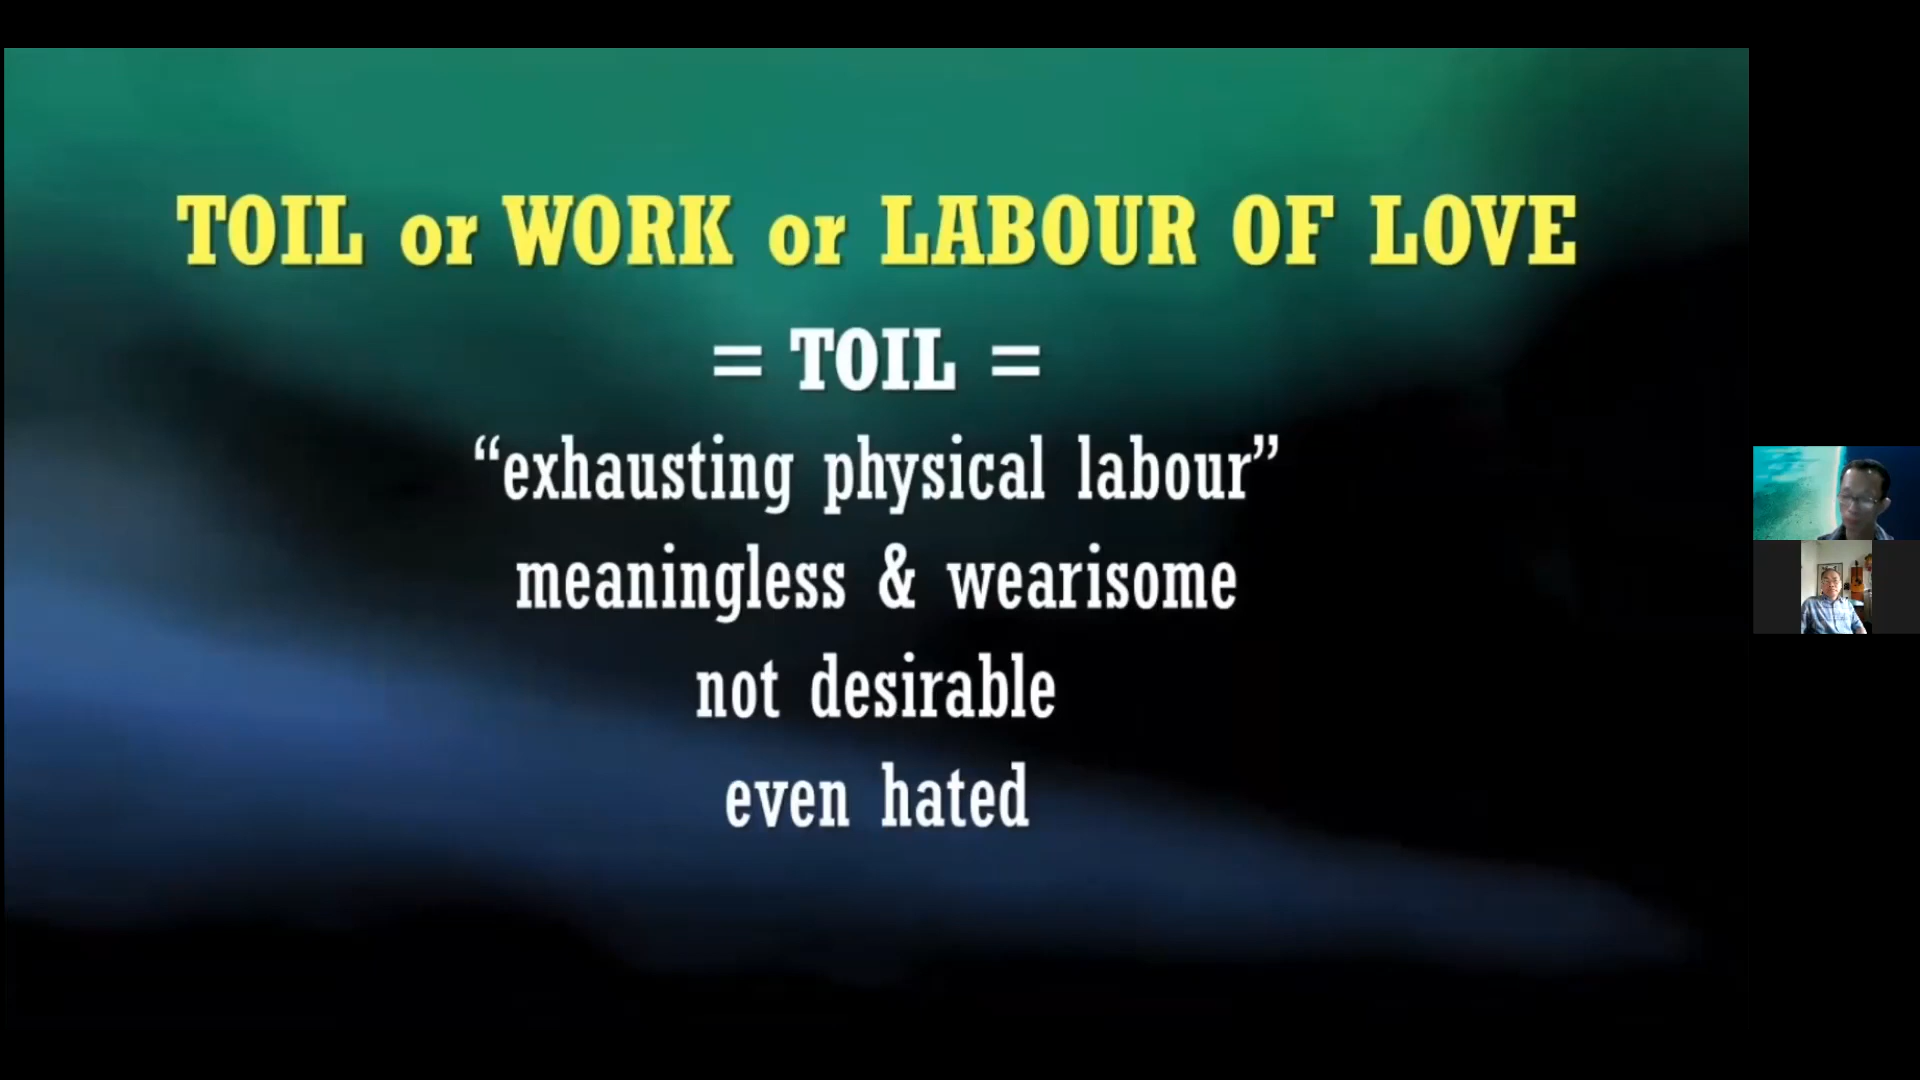 TOIL or WORK or LABOUR OF LOVE
= TOIL =
“exhausting physical labour”
meaningless & wearisome
not desirable
even hated